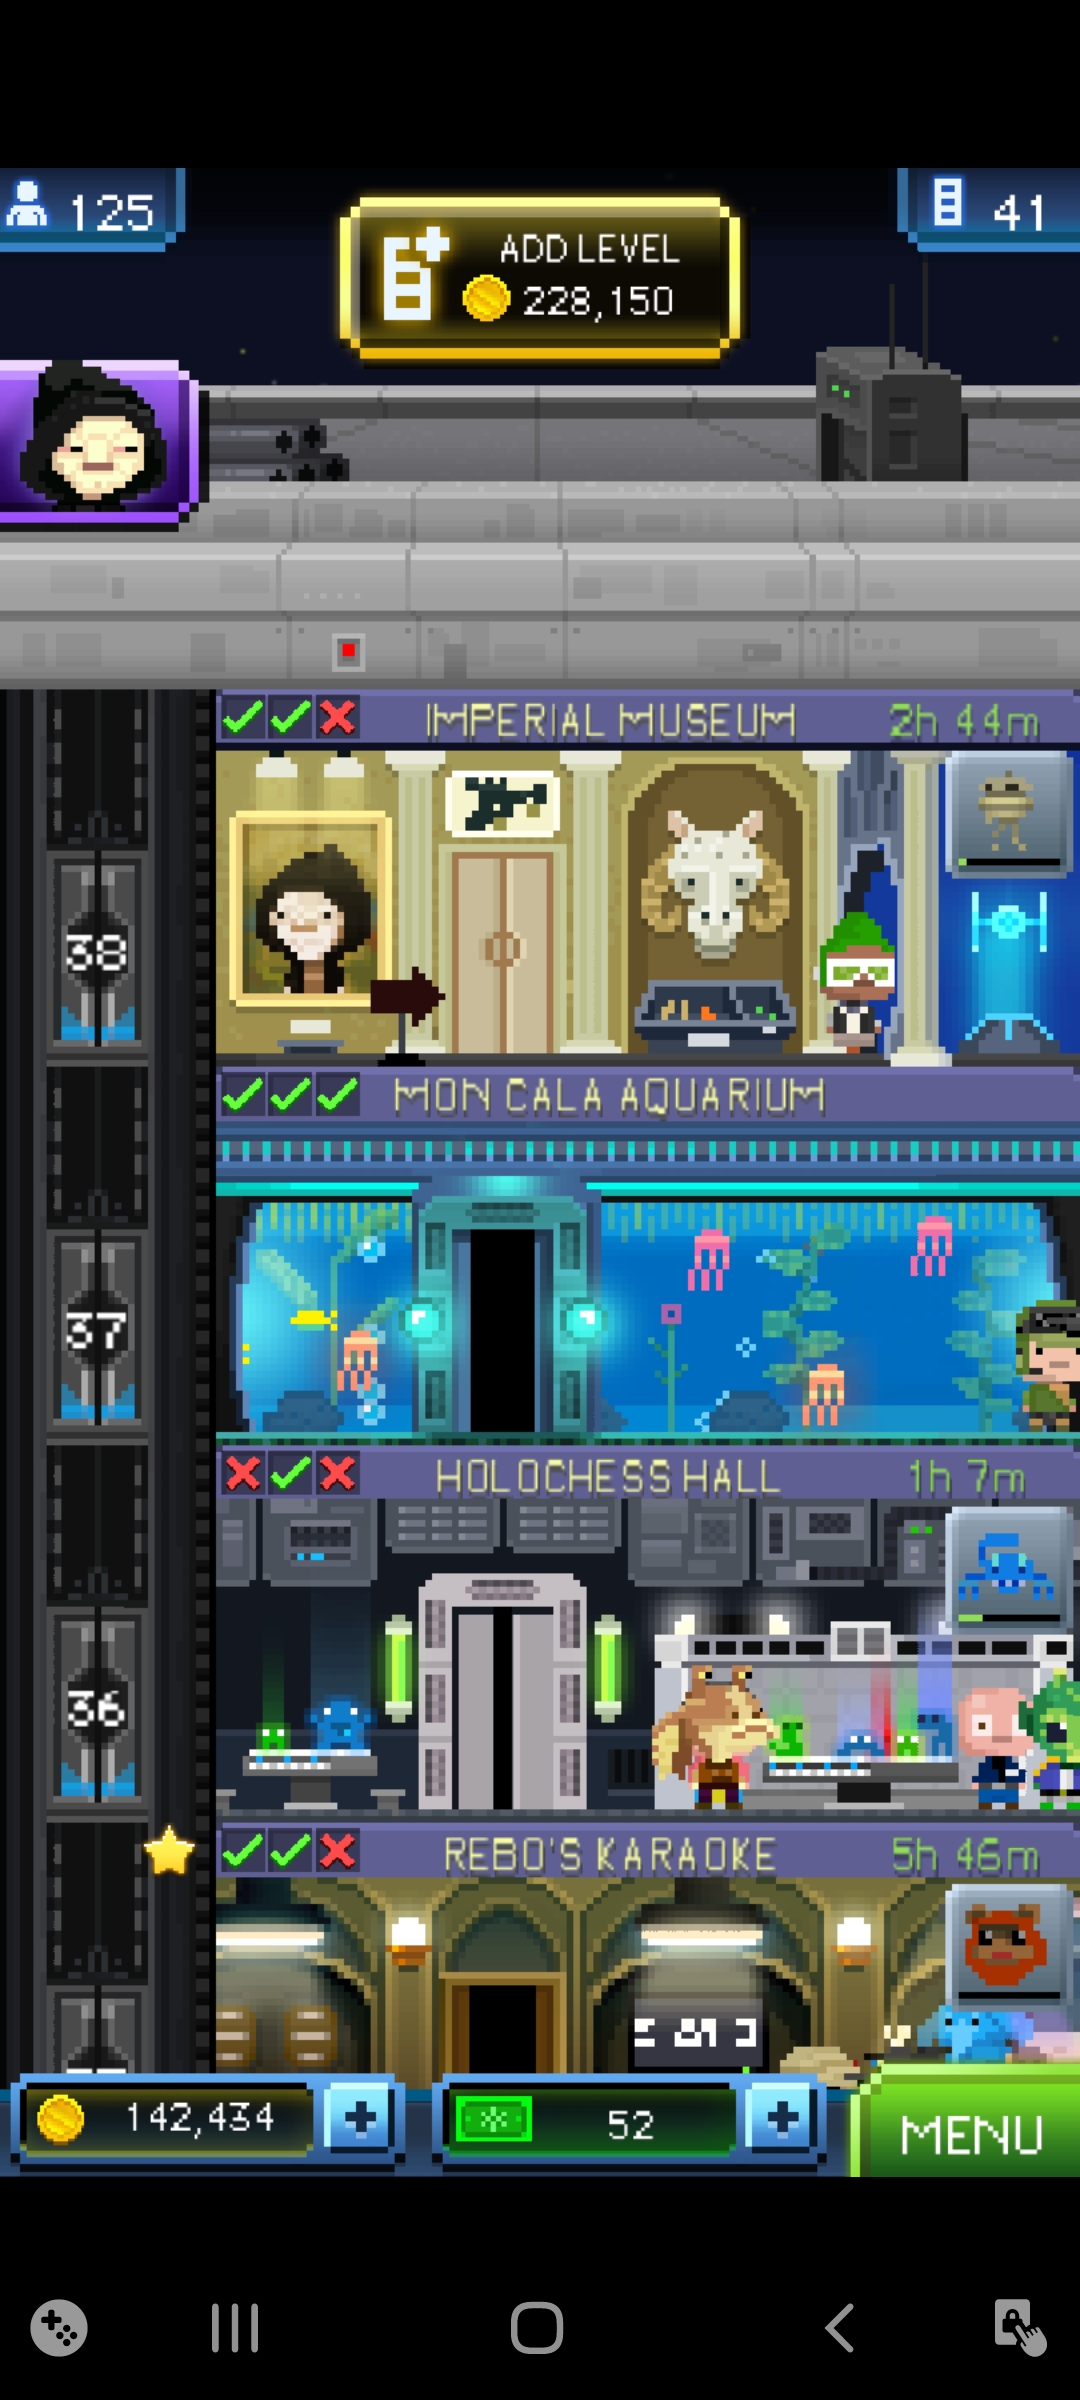 125
ADD LEVEL
228,150
41
IMPERIAL MUSEUM 2h 44m
38
MON CALA AQUARIUM
37
HOLOCHESS HALL 1h 7m
36
REBO'S KARAOKE 5h 46m
142,434
52
MENU